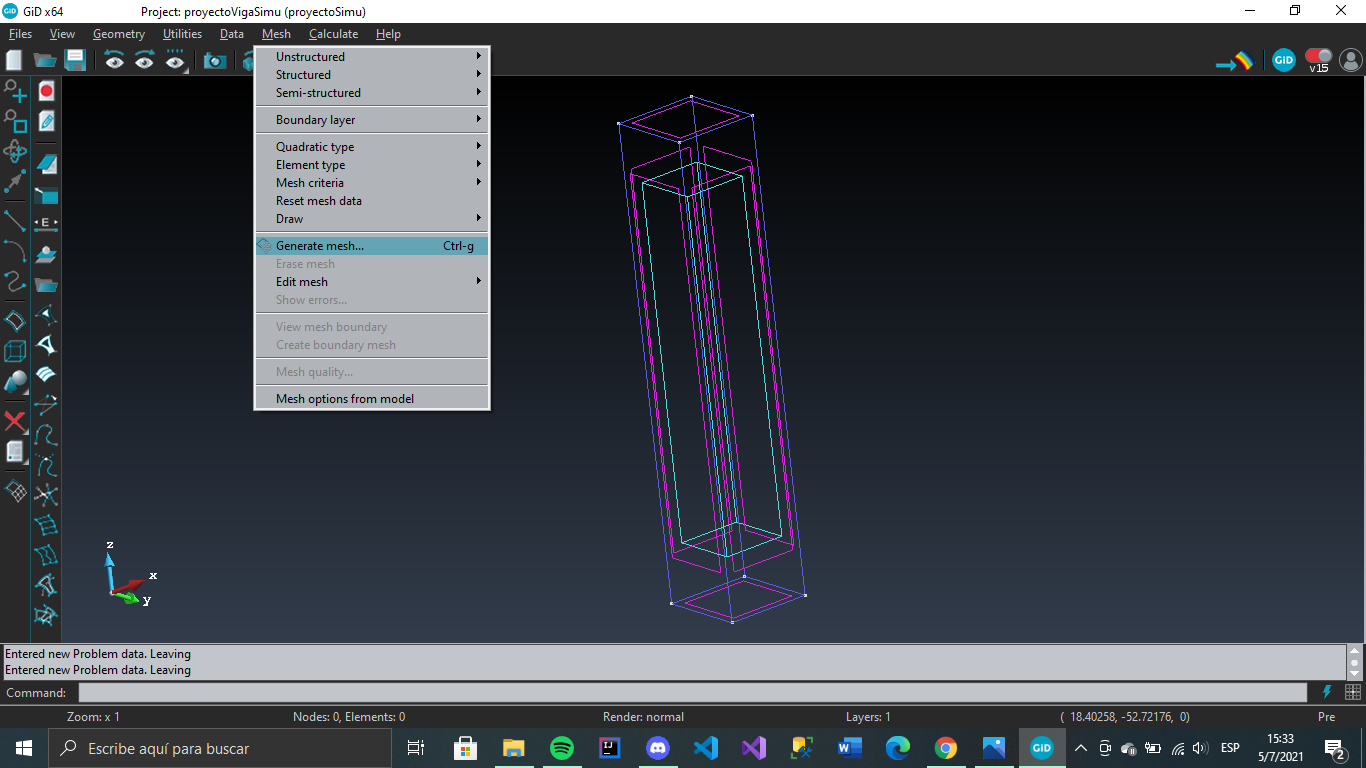 GiD x64 Project: proyectoVigaSimu (proyectoSimu)
Files View Geometry Utilities Data Mesh Calculate Help
GiD v15
Unstructured
Structured
Semi-structured
Boundary layer
Quadratic type
Element type
Mesh criteria
Reset mesh data
Draw
Generate mesh... Ctrl-g
Erase mesh
Edit mesh
Show errors...
View mesh boundary
Create boundary mesh
Mesh quality...
Mesh options from model
E
z
x
y
Entered new Problem data. Leaving
Entered new Problem data. Leaving
Command:
Zoom: x 1 Nodes: 0, Elements: 0 Render: normal Layers: 1 ( 18.40258, -52.72176, 0) Pre
Escribe aquí para buscar
IJ
W
GiD
ESP
15:33
5/7/2021
2